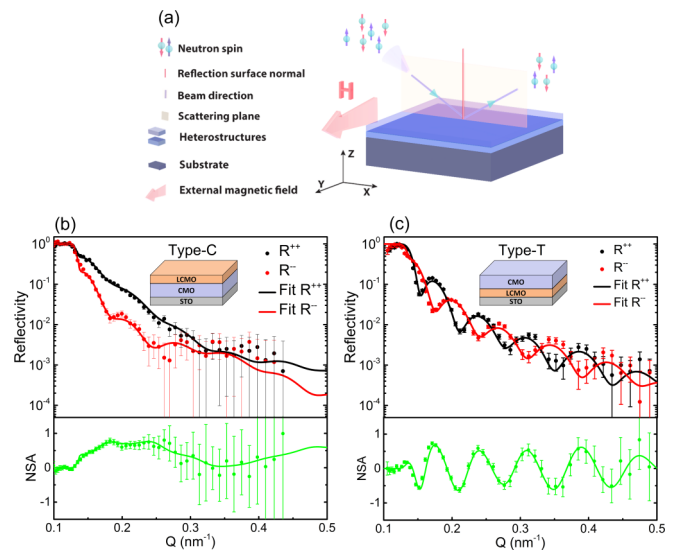 (a)
Neutron spin
Reflection surface normal
Beam direction
Scattering plane
Heterostructures
Substrate
External magnetic field
H
Z
Y
X
(b)
Type-C
R++
R--
Fit R++
Fit R--
LCMO
CMO
STO
Reflectivity
10^0
10^-1
10^-2
10^-3
10^-4
NSA
1
0
-1
0.1 0.2 0.3 0.4 0.5
Q (nm-1)
(c)
Type-T
R++
R--
Fit R++
Fit R--
CMO
LCMO
STO
Reflectivity
10^0
10^-1
10^-2
10^-3
10^-4
NSA
1
0
-1
0.1 0.2 0.3 0.4 0.5
Q (nm-1)